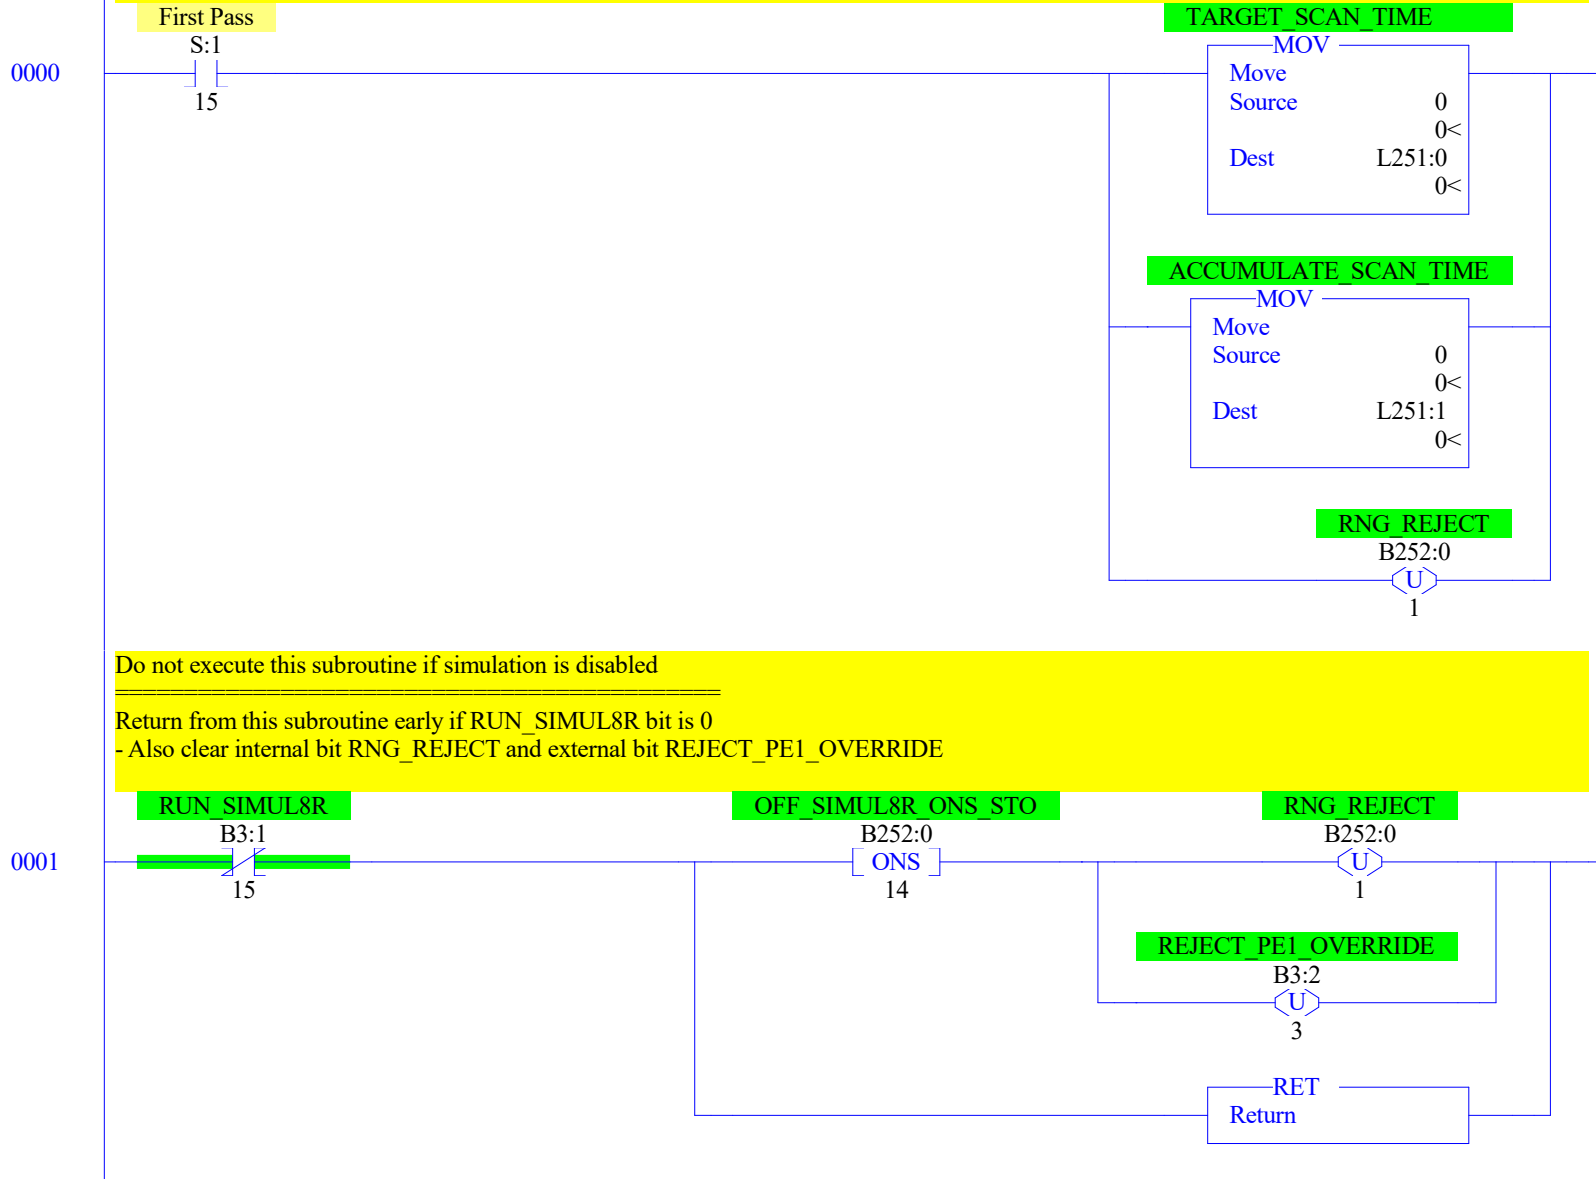 First Pass
S:1
0000
15
TARGET_SCAN_TIME
MOV
Move
Source 0
0<
Dest L251:0
0<
ACCUMULATE_SCAN_TIME
MOV
Move
Source 0
0<
Dest L251:1
0<
RNG_REJECT
B252:0
U
1
Do not execute this subroutine if simulation is disabled
============================================
Return from this subroutine early if RUN_SIMUL8R bit is 0
- Also clear internal bit RNG_REJECT and external bit REJECT_PE1_OVERRIDE
RUN_SIMUL8R
B3:1
0001
15
OFF_SIMUL8R_ONS_STO
B252:0
ONS
14
RNG_REJECT
B252:0
U
1
REJECT_PE1_OVERRIDE
B3:2
U
3
RET
Return